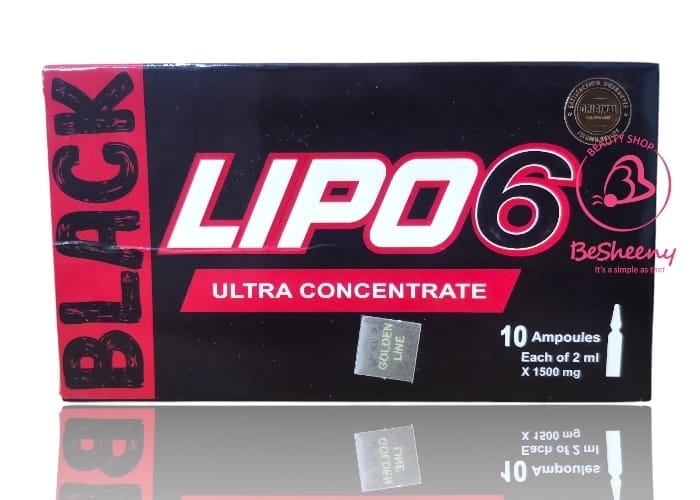 BLACK
LIPO6
ULTRA CONCENTRATE
ORIGINAL
BEAUTY SHOP
BeSheeny
It's a simple as that
GOLDEN
LINE
10 Ampoules
Each of 2 ml
X 1500 mg